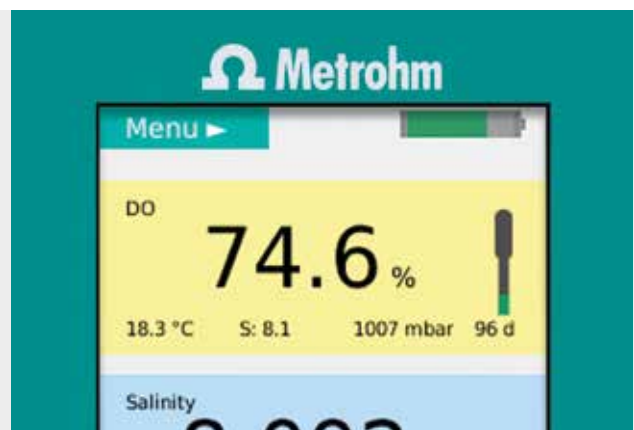 Metrohm
Menu ►
DO
74.6 %
18.3 °C S: 8.1 1007 mbar 96 d
Salinity